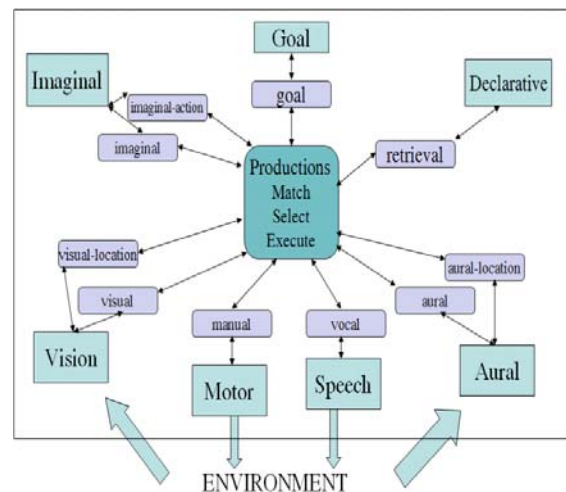 Goal
Imaginal
Declarative
goal
imaginal-action
imaginal
retrieval
Productions
Match
Select
Execute
visual-location
aural-location
visual
aural
manual
vocal
Vision
Motor
Speech
Aural
ENVIRONMENT